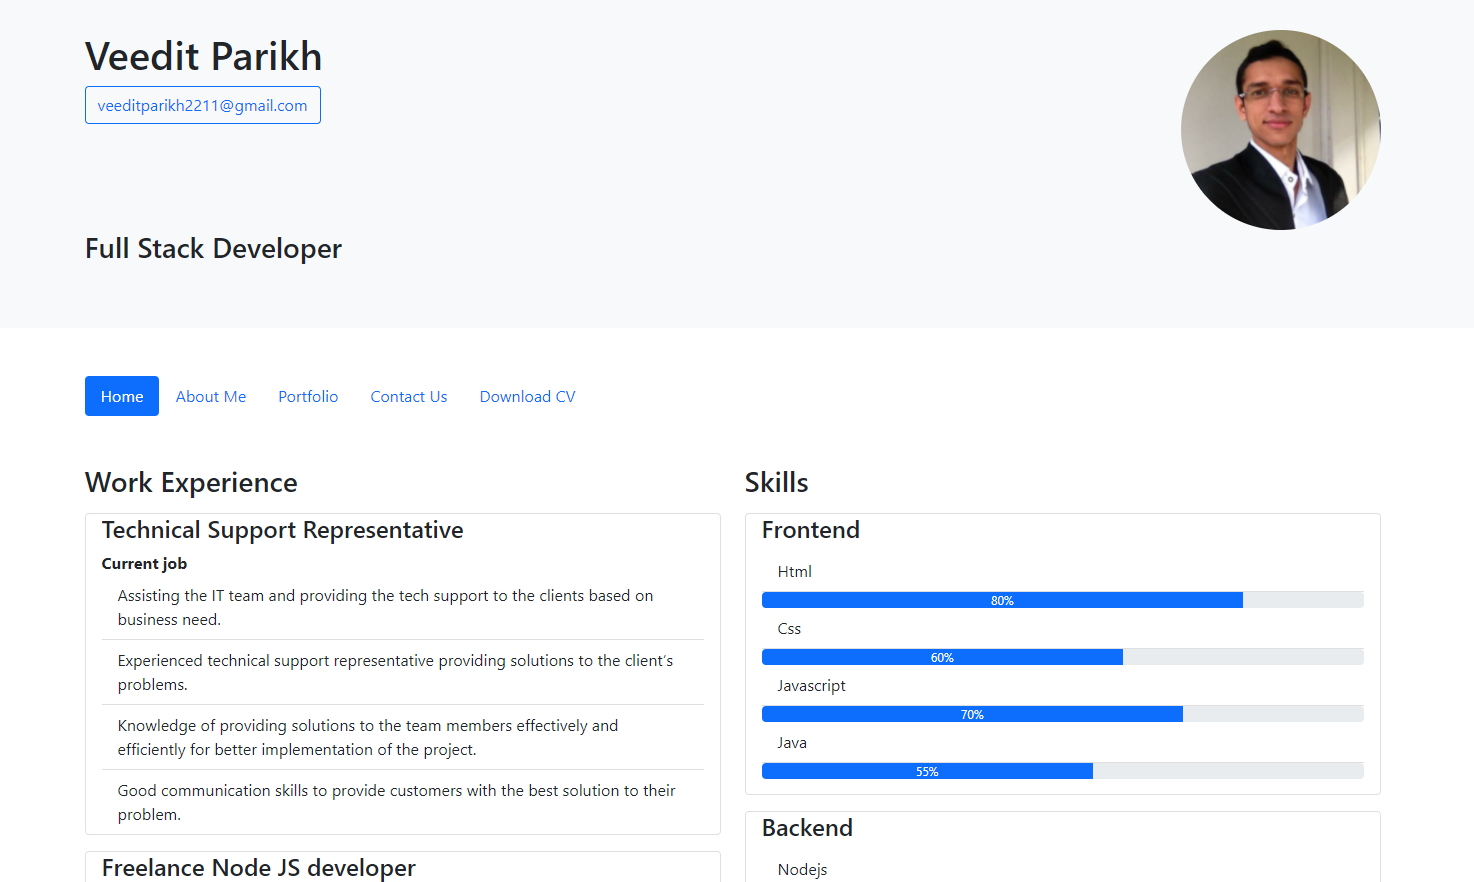 Veedit Parikh
veeditparikh2211@gmail.com
Full Stack Developer
Home About Me Portfolio Contact Us Download CV
Work Experience
Technical Support Representative
Current job
Assisting the IT team and providing the tech support to the clients based on
business need.
Experienced technical support representative providing solutions to the client’s
problems.
Knowledge of providing solutions to the team members effectively and
efficiently for better implementation of the project.
Good communication skills to provide customers with the best solution to their
problem.
Freelance Node JS developer
Skills
Frontend
Html
80%
Css
60%
Javascript
70%
Java
55%
Backend
Nodejs